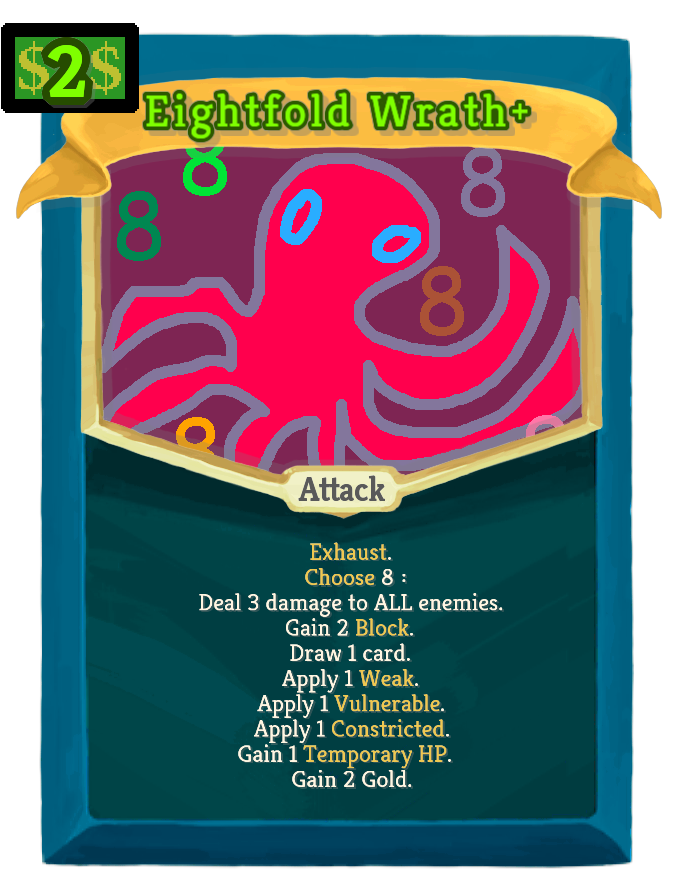 $2$
Eightfold Wrath+
8
8
8
8
8
8
Attack
Exhaust.
Choose 8 :
Deal 3 damage to ALL enemies.
Gain 2 Block.
Draw 1 card.
Apply 1 Weak.
Apply 1 Vulnerable.
Apply 1 Constricted.
Gain 1 Temporary HP.
Gain 2 Gold.